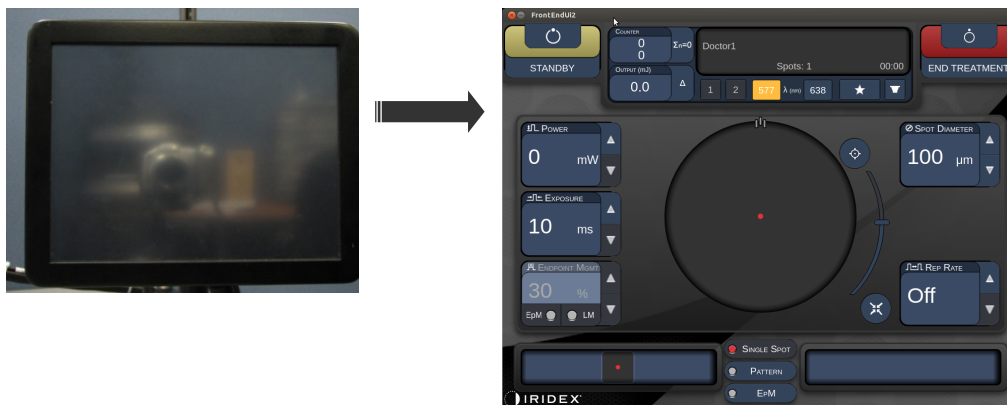 FrontEndUI2
STANDBY
COUNTER
0
0
Σn=0
OUTPUT (mJ)
0.0
Δ
Doctor1
Spots: 1 00:00
1 2 577 λ (nm) 638
END TREATMENT
POWER
0 mW
EXPOSURE
10 ms
ENDPOINT MGMT
30 %
EpM LM
SPOT DIAMETER
100 μm
REP RATE
Off
SINGLE SPOT
PATTERN
EPM
IRIDEX